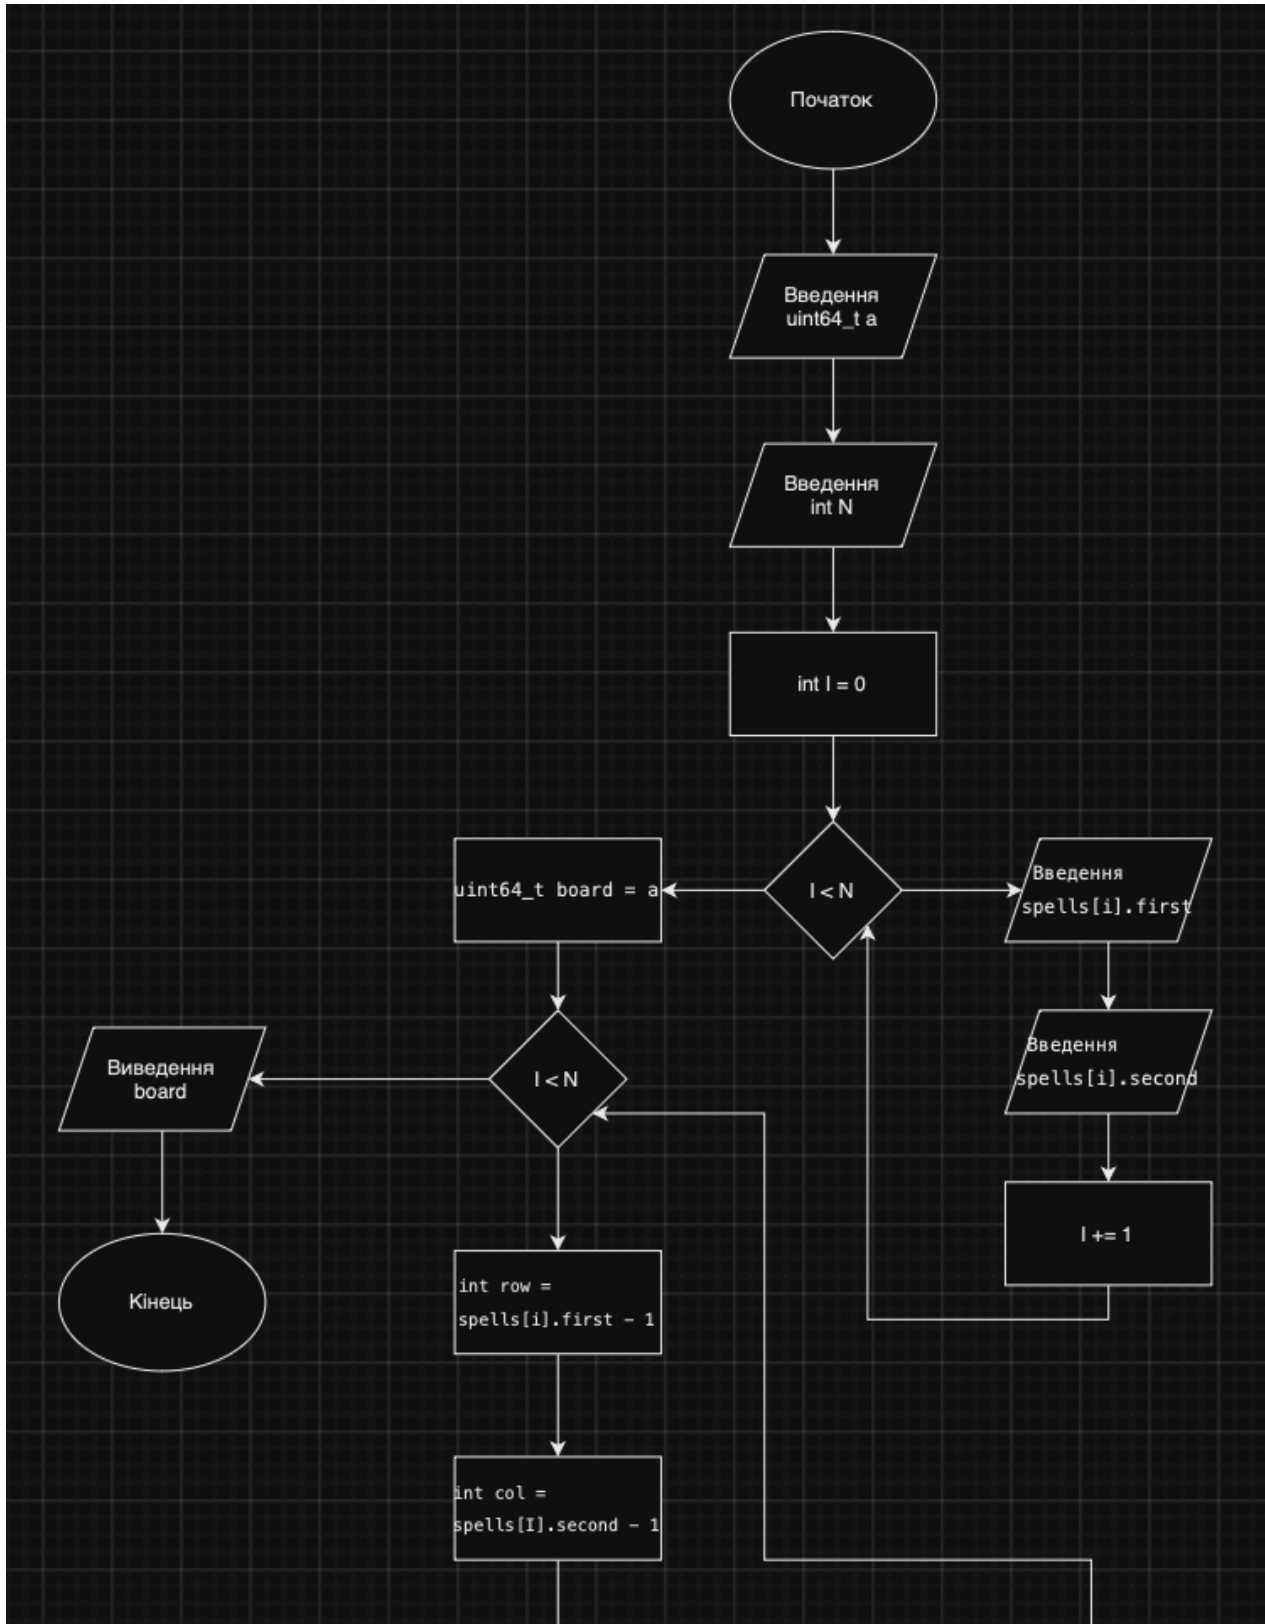 Початок
Введення
uint64_t a
Введення
int N
int I = 0
I < N
uint64_t board = a
Введення
spells[i].first
Введення
spells[i].second
I += 1
I < N
Виведення
board
Кінець
int row =
spells[i].first – 1
int col =
spells[I].second – 1